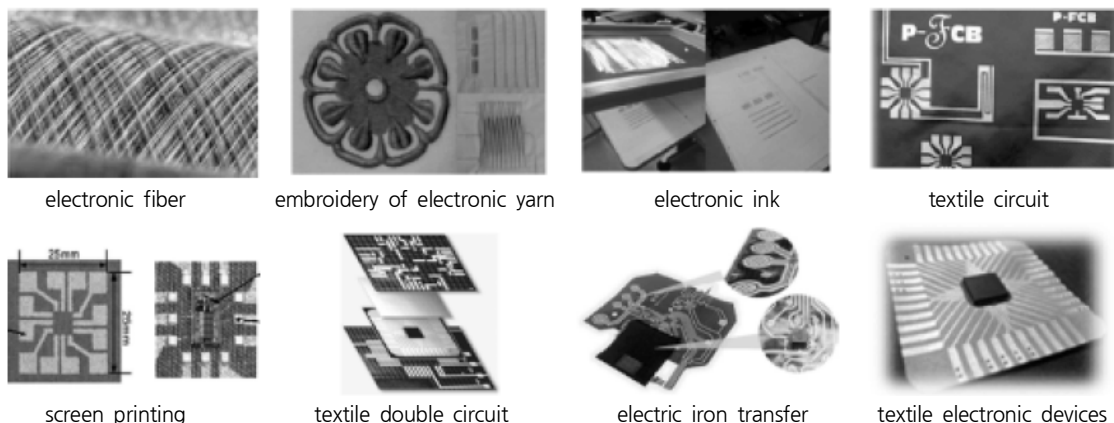 P-FCB
P-FCB
electronic fiber
embroidery of electronic yarn
electronic ink
textile circuit
25mm
25mm
screen printing
textile double circuit
electric iron transfer
textile electronic devices